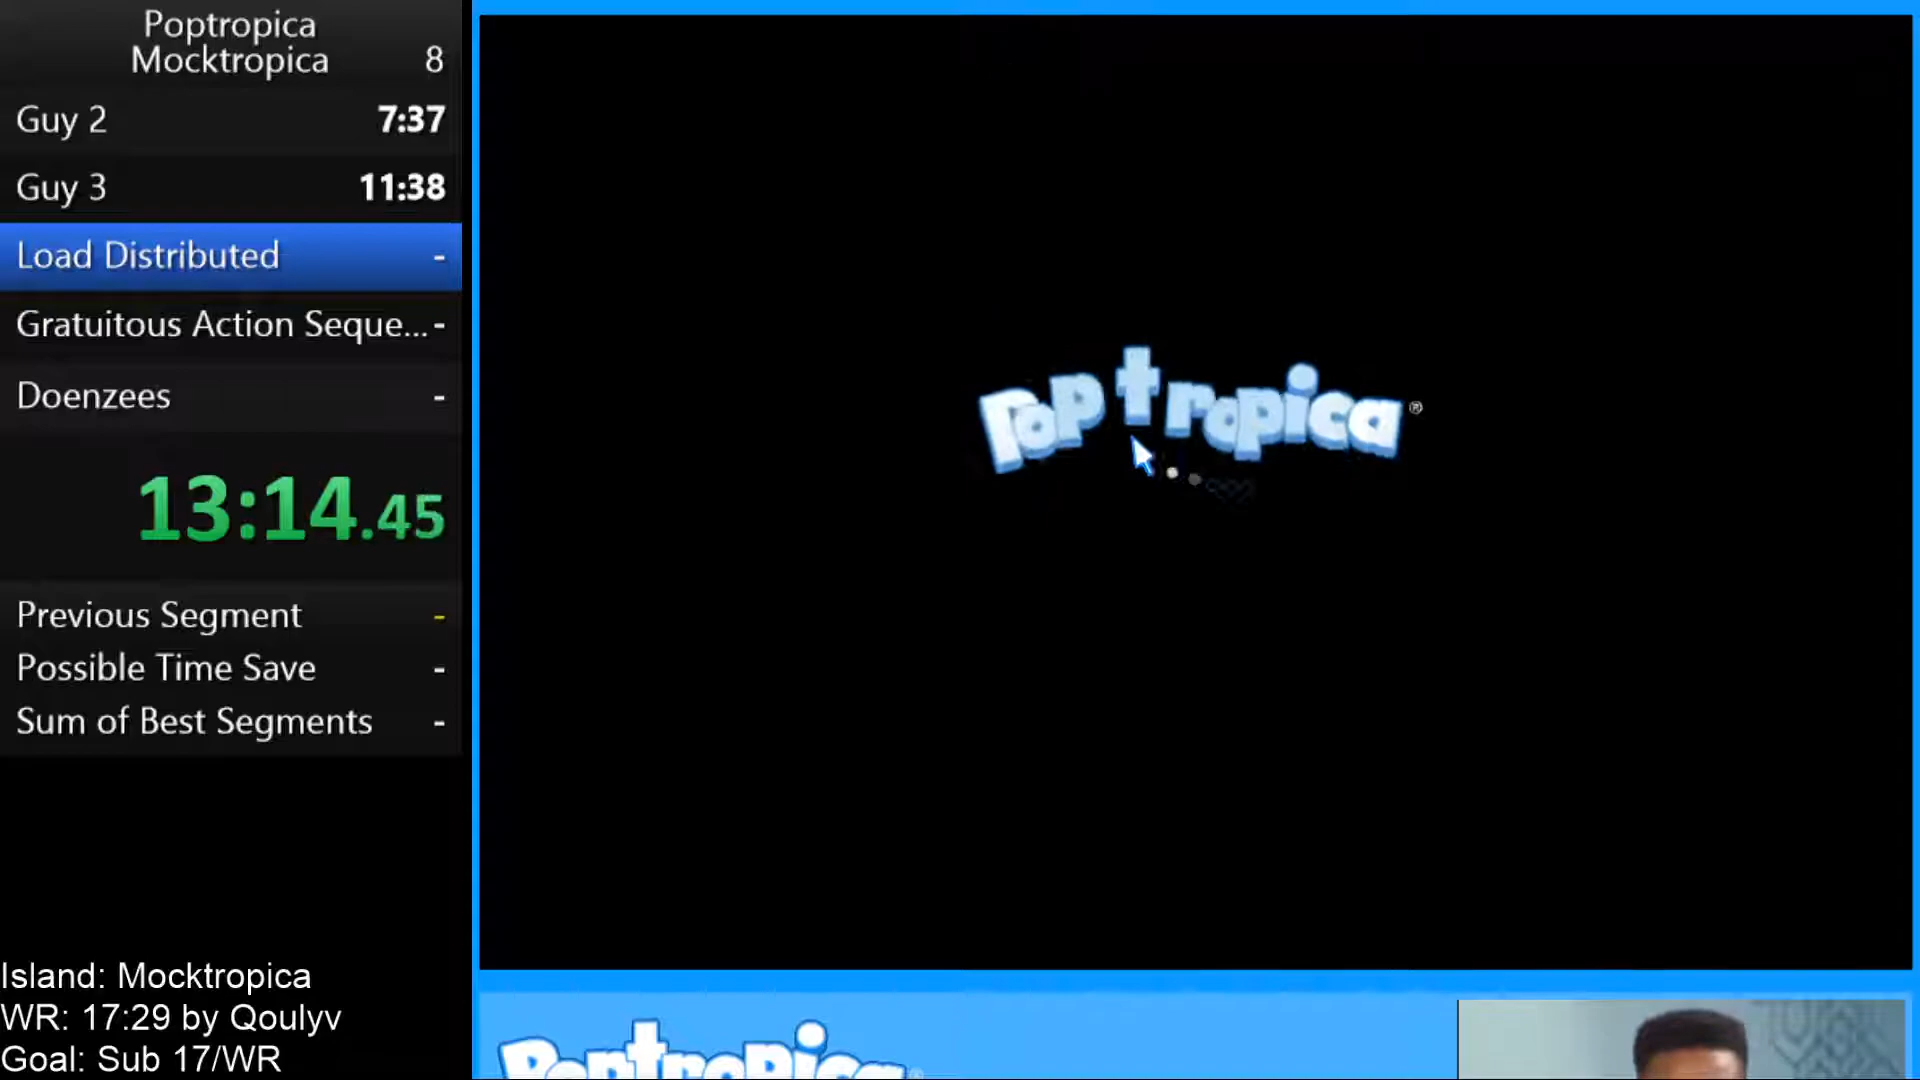 Poptropica
Mocktropica 8
Guy 2 7:37
Guy 3 11:38
Load Distributed -
Gratuitous Action Seque... -
Doenzees -
13:14.45
Previous Segment -
Possible Time Save -
Sum of Best Segments -
Island: Mocktropica
WR: 17:29 by Qoulyv
Goal: Sub 17/WR
Poptropica®
Poptropica